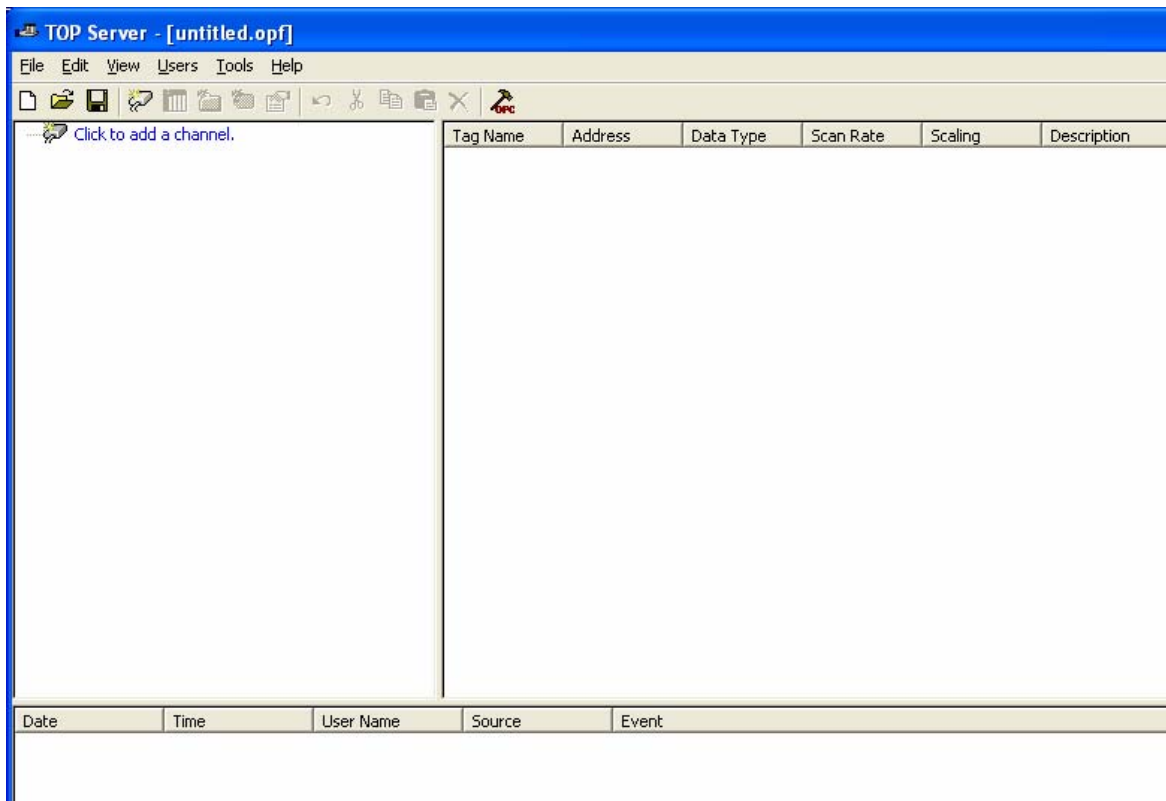 TOP Server - [untitled.opf]
File Edit View Users Tools Help
OPC
Click to add a channel.
Tag Name Address Data Type Scan Rate Scaling Description
Date Time User Name Source Event